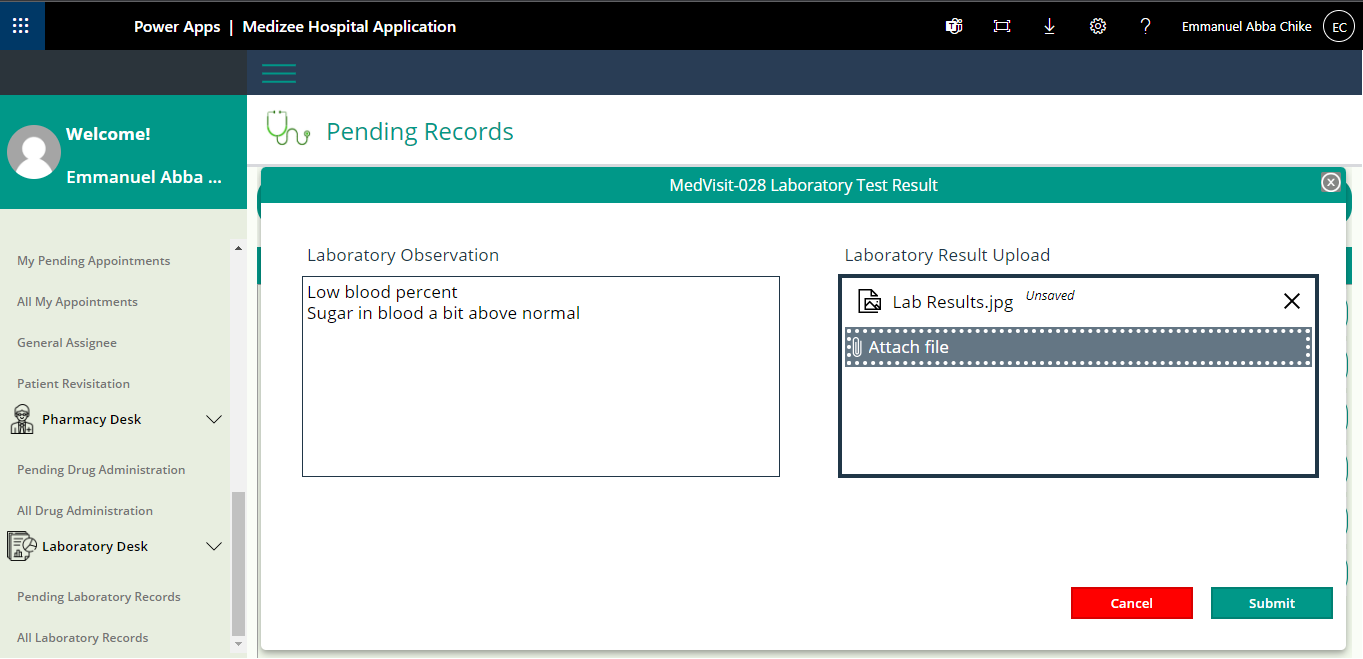 Power Apps | Medizee Hospital Application
Emmanuel Abba Chike
EC
Welcome!
Emmanuel Abba ...
Pending Records
MedVisit-028 Laboratory Test Result
My Pending Appointments
All My Appointments
General Assignee
Patient Revisitation
Pharmacy Desk
Pending Drug Administration
All Drug Administration
Laboratory Desk
Pending Laboratory Records
All Laboratory Records
Laboratory Observation
Low blood percent
Sugar in blood a bit above normal
Laboratory Result Upload
Lab Results.jpg Unsaved
Attach file
Cancel
Submit